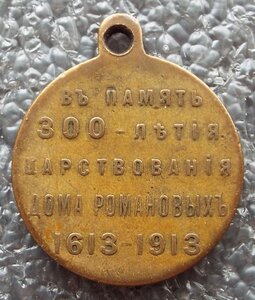 ВЪ ПАМЯТЬ
300-ЛѢТІЯ
ЦАРСТВОВАНІЯ
ДОМА РОМАНОВЫХЪ
1613-1913